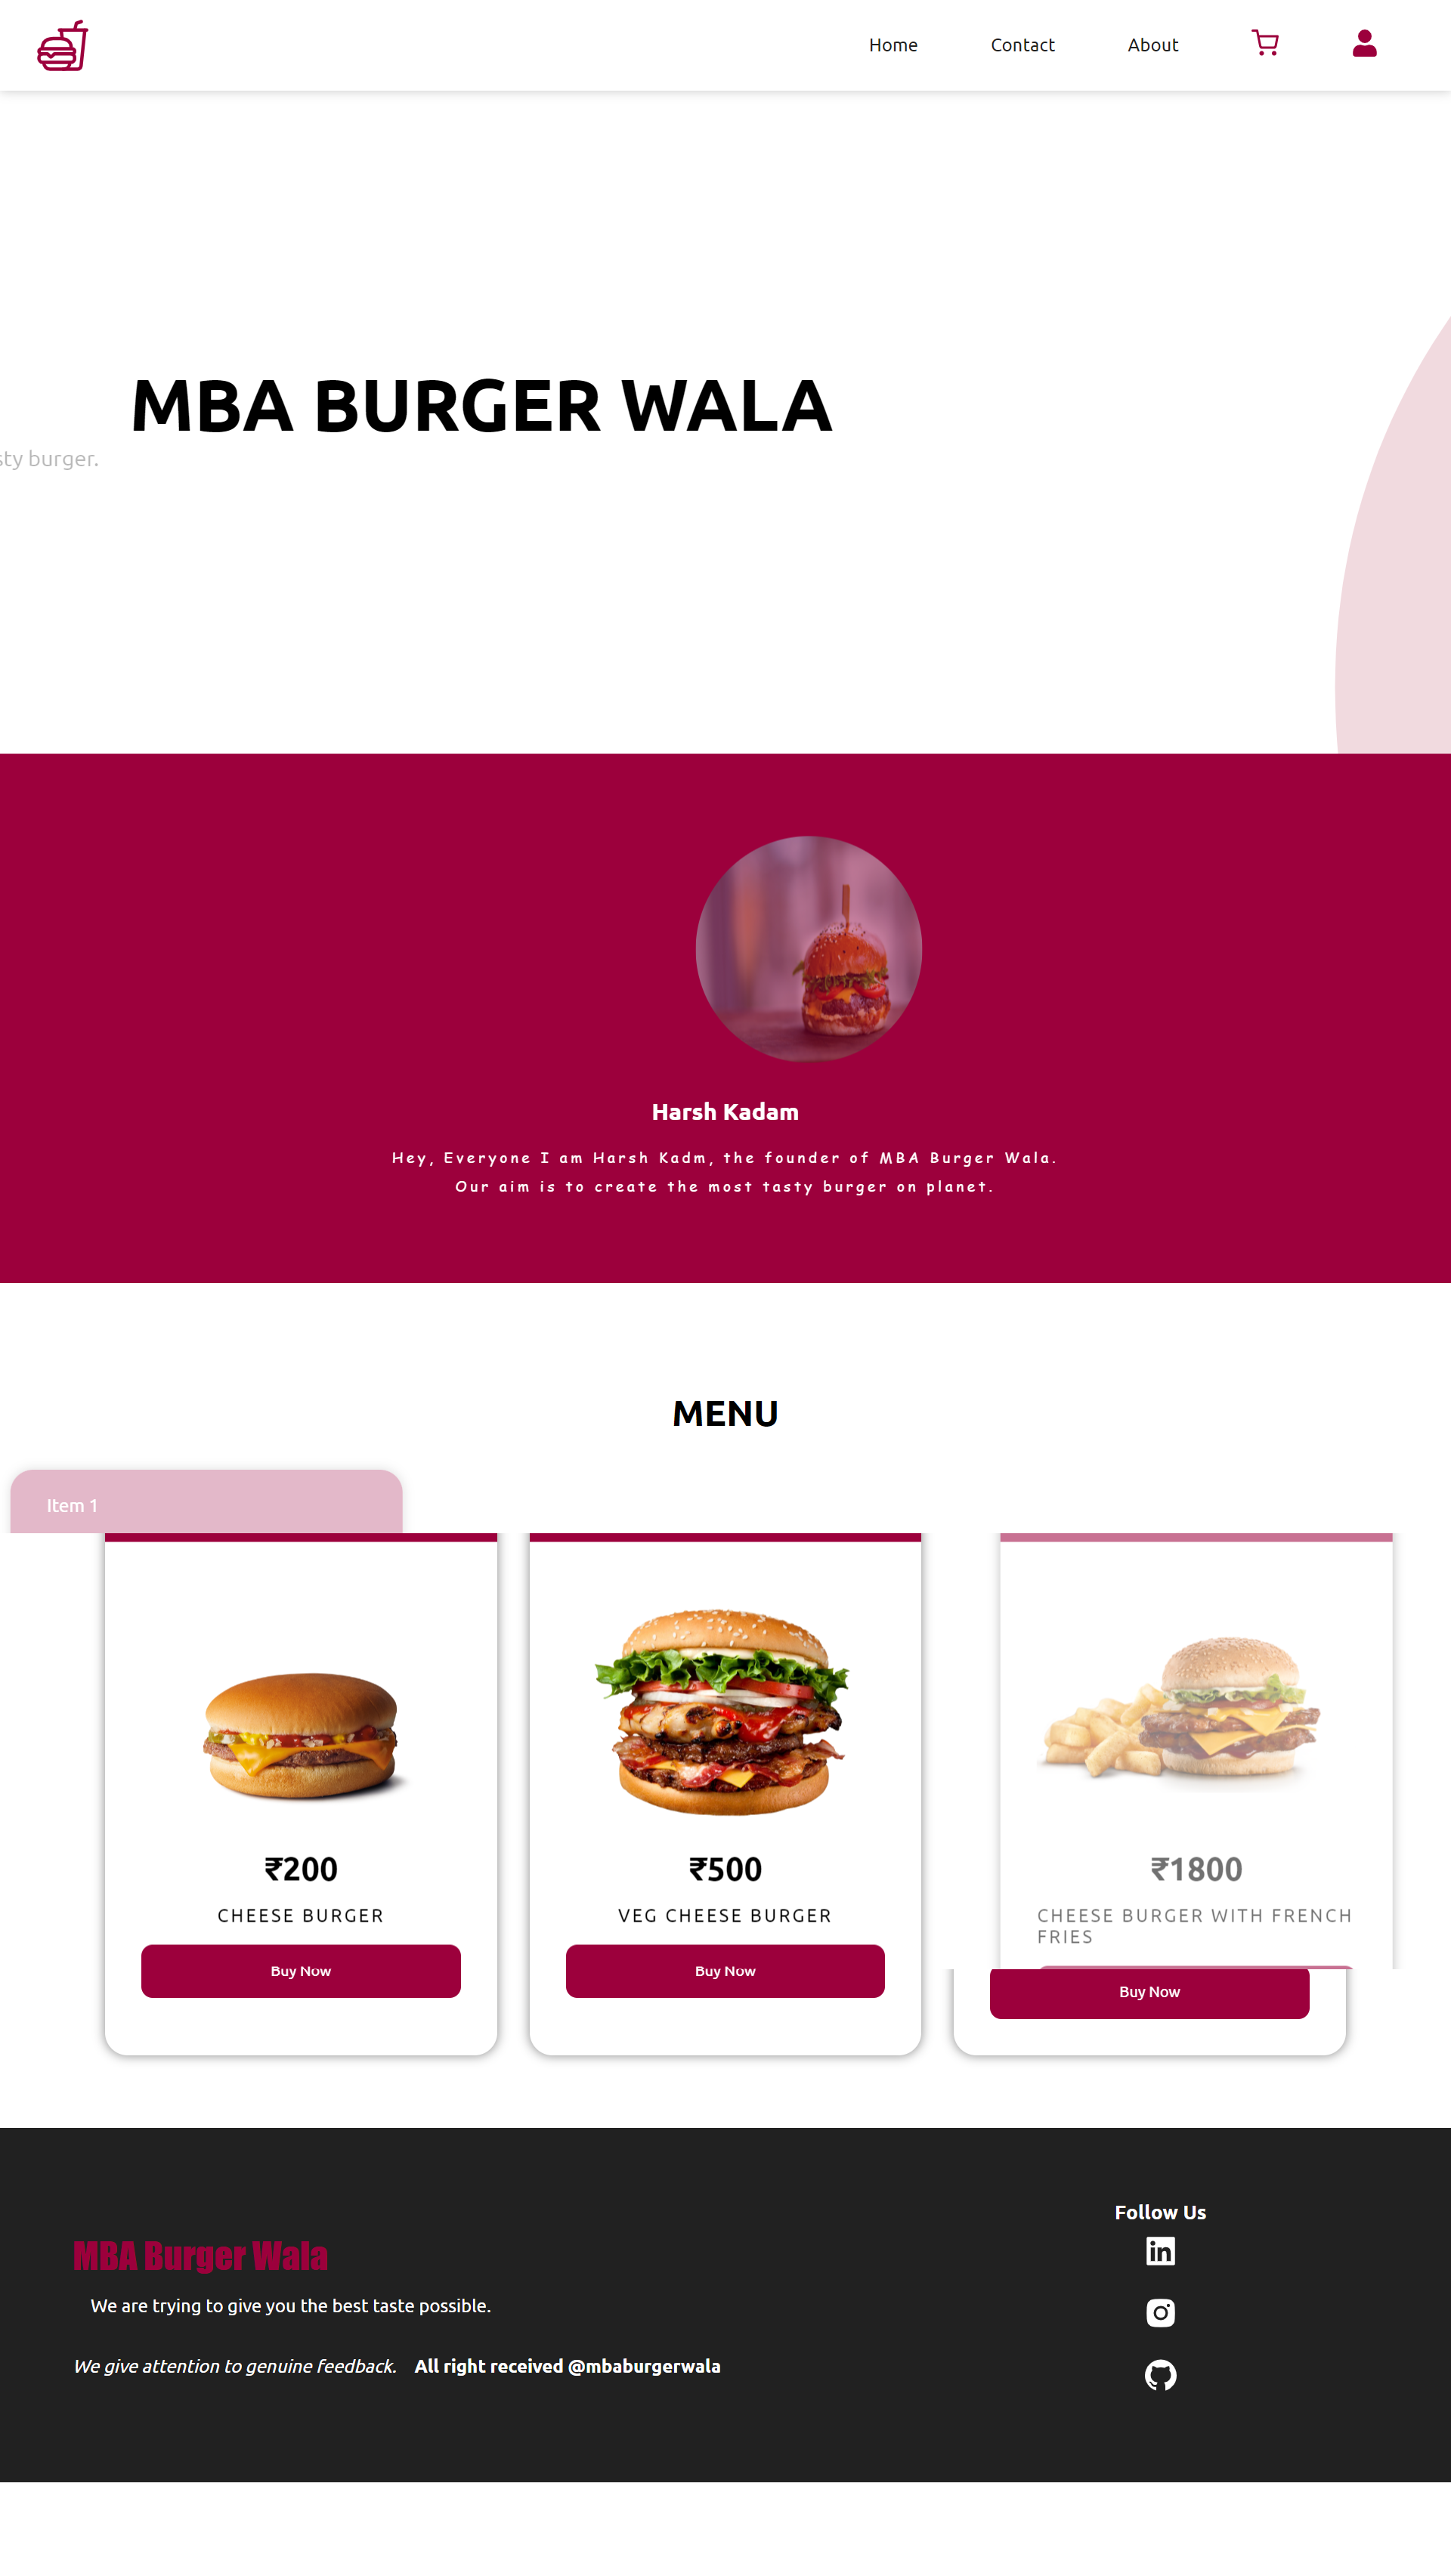 Home Contact About
MBA BURGER WALA
sty burger.
Harsh Kadam
Hey, Everyone I am Harsh Kadm, the founder of MBA Burger Wala.
Our aim is to create the most tasty burger on planet.
MENU
Item 1
₹200
CHEESE BURGER
Buy Now
₹500
VEG CHEESE BURGER
Buy Now
₹1800
CHEESE BURGER WITH FRENCH
FRIES
Buy Now
MBA Burger Wala
We are trying to give you the best taste possible.
We give attention to genuine feedback. All right received @mbaburgerwala
Follow Us
in